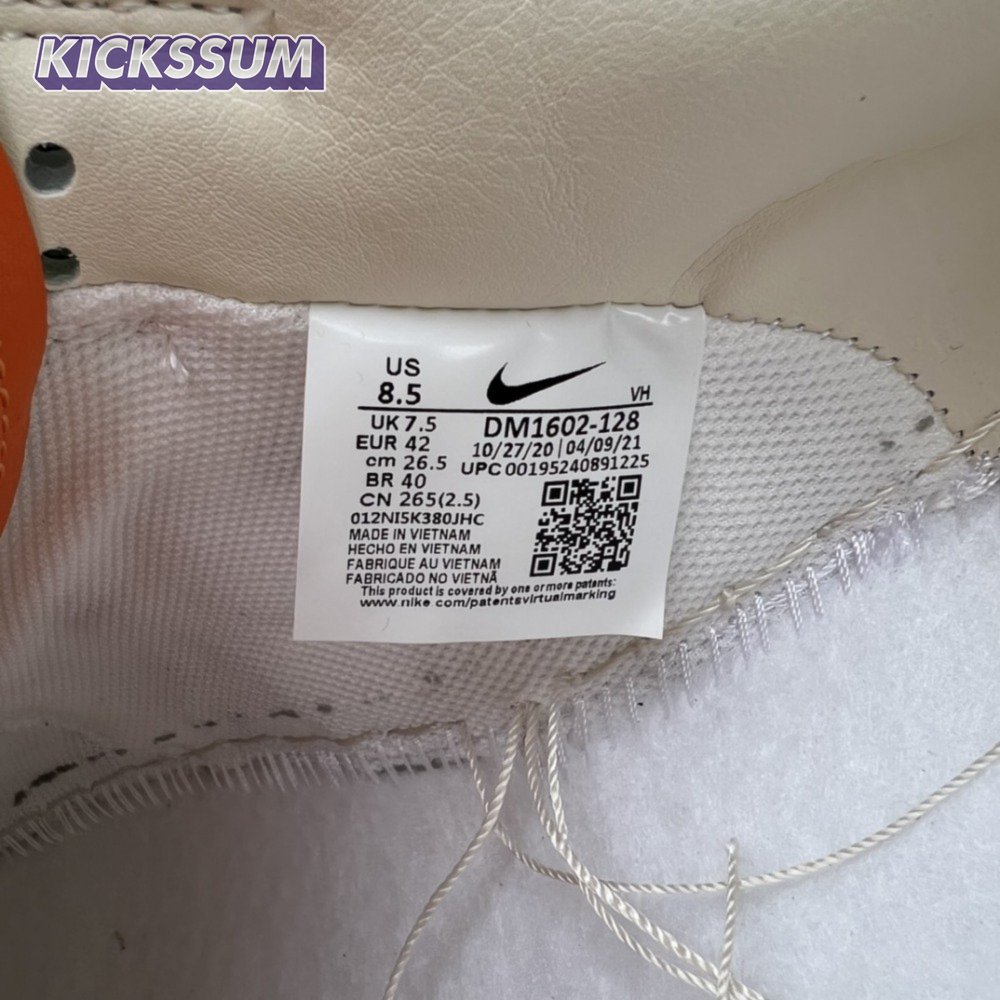 KICKSSUM
US
8.5
VH
UK 7.5
DM1602-128
EUR 42
10/27/20 | 04/09/21
cm 26.5
UPC 00195240891225
BR 40
CN 265(2.5)
012NI5K380JHC
MADE IN VIETNAM
HECHO EN VIETNAM
FABRIQUE AU VIETNAM
FABRICADO NO VIETNÃ
This product is covered by one or more patents:
www.nike.com/patentsvirtualmarking